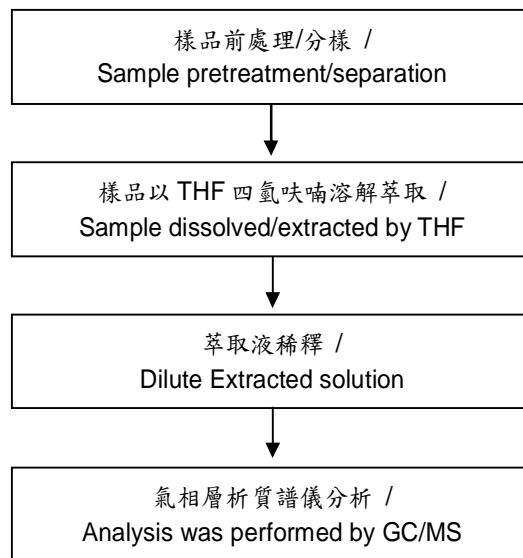 樣品前處理/分樣 /
Sample pretreatment/separation
樣品以 THF 四氫呋喃溶解萃取 /
Sample dissolved/extracted by THF
萃取液稀釋 /
Dilute Extracted solution
氣相層析質譜儀分析 /
Analysis was performed by GC/MS